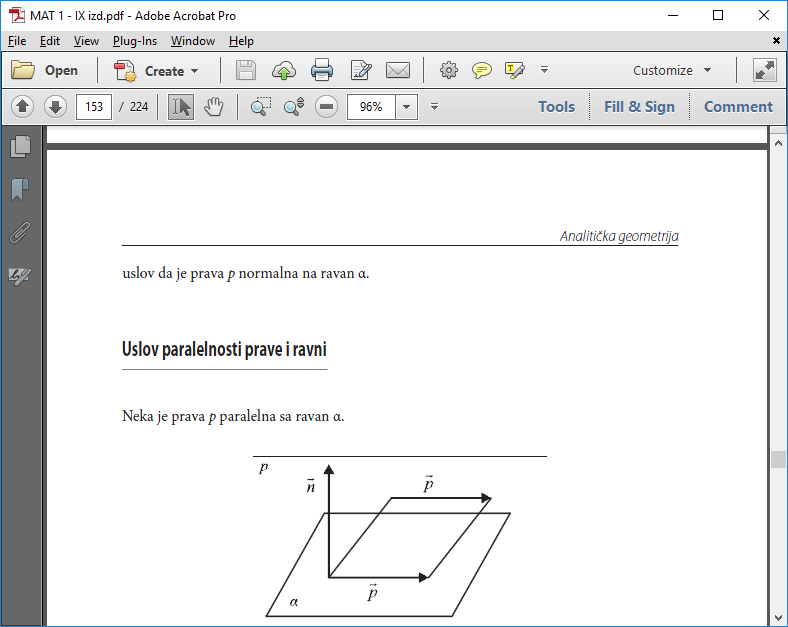 MAT 1 - IX izd.pdf - Adobe Acrobat Pro
File Edit View Plug-Ins Window Help
Open Create Customize
153 / 224 96% Tools Fill & Sign Comment
Analitička geometrija
uslov da je prava p normalna na ravan α.
Uslov paralelnosti prave i ravni
Neka je prava p paralelna sa ravan α.
p
n⃗ p⃗
p⃗
α